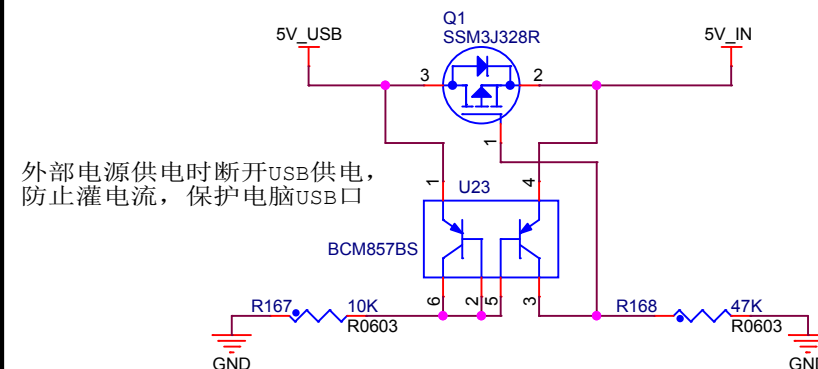 Q1
SSM3J328R
5V_USB
5V_IN
3
2
1
外部电源供电时断开USB供电,
防止灌电流,保护电脑USB口
1
4
U23
BCM857BS
6
2
5
3
R167
10K
R0603
R168
47K
R0603
GND
GND